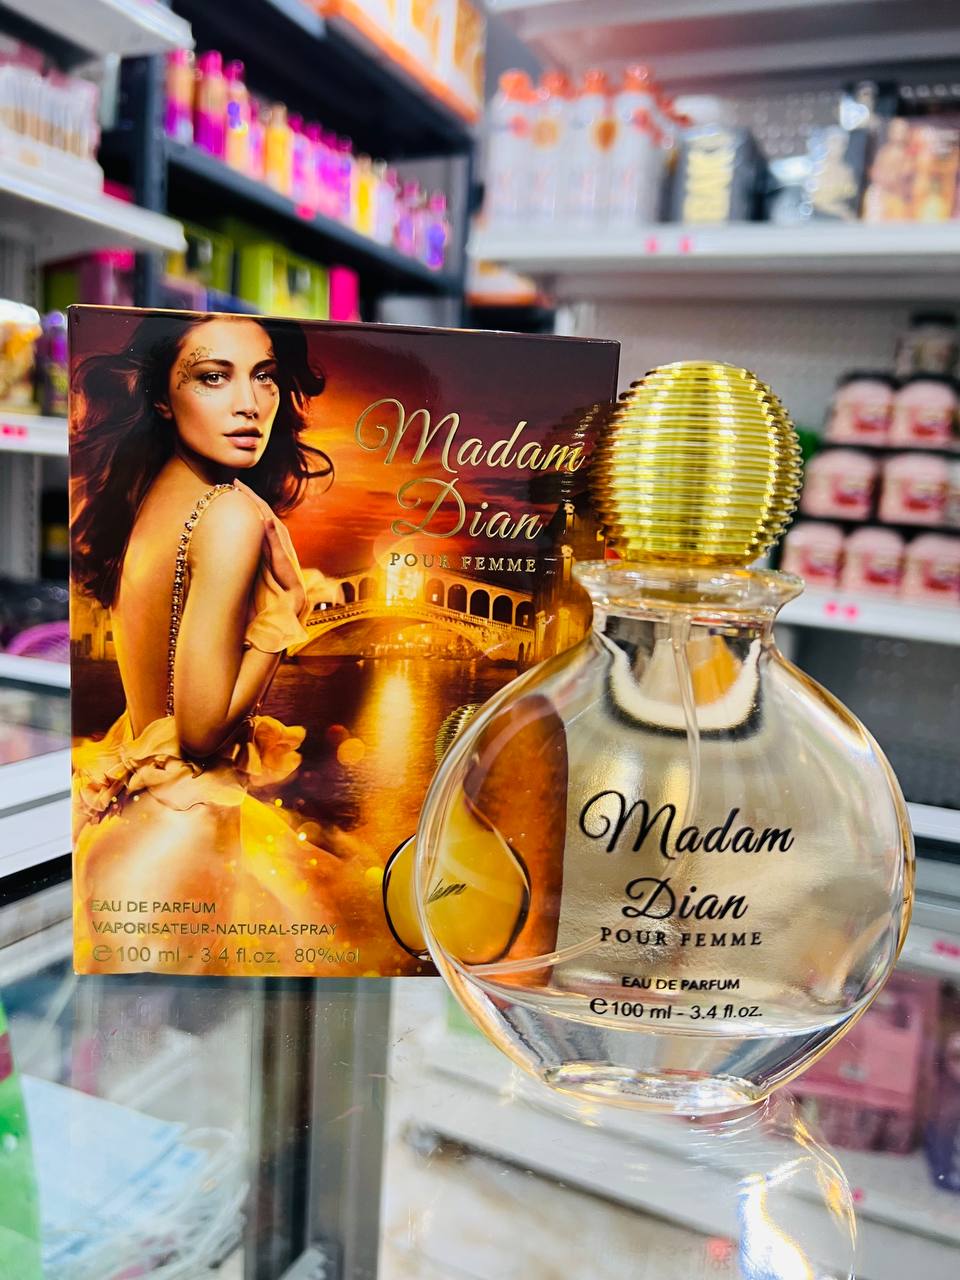 Madam
Dian
POUR FEMME
EAU DE PARFUM
VAPORISATEUR-NATURAL-SPRAY
℮100 ml - 3.4 fl.oz. 80%vol
Madam
Dian
POUR FEMME
EAU DE PARFUM
℮100 ml - 3.4 fl.oz.